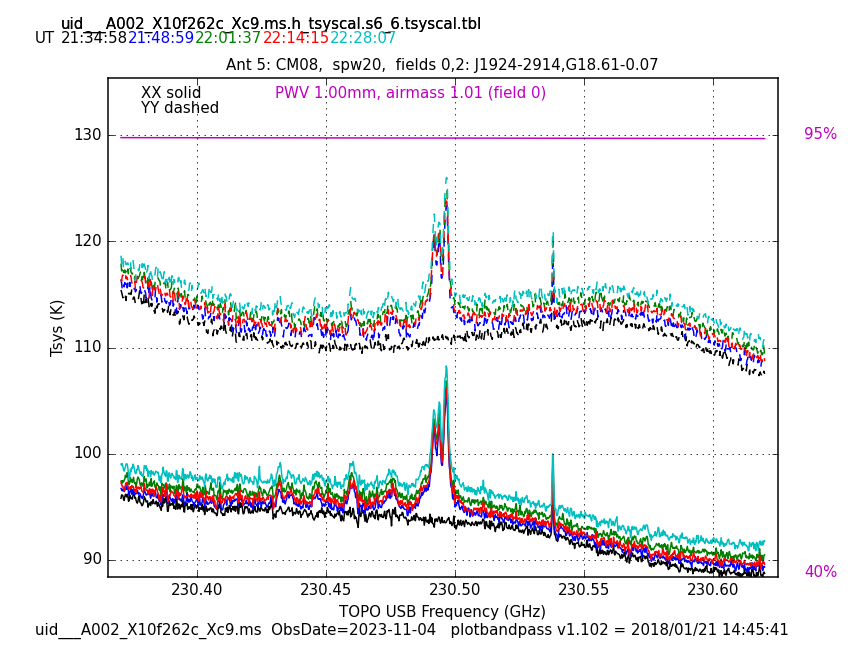 uid___A002_X10f262c_Xc9.ms.h_tsyscal.s6_6.tsyscal.tbl
UT 21:34:58 21:48:59 22:01:37 22:14:15 22:28:07
Ant 5: CM08,  spw20,  fields 0,2: J1924-2914,G18.61-0.07
XX solid
PWV 1.00mm, airmass 1.01 (field 0)
YY dashed
130
95%
120
Tsys (K)
110
100
90
40%
230.40 230.45 230.50 230.55 230.60
TOPO USB Frequency (GHz)
uid___A002_X10f262c_Xc9.ms  ObsDate=2023-11-04   plotbandpass v1.102 = 2018/01/21 14:45:41